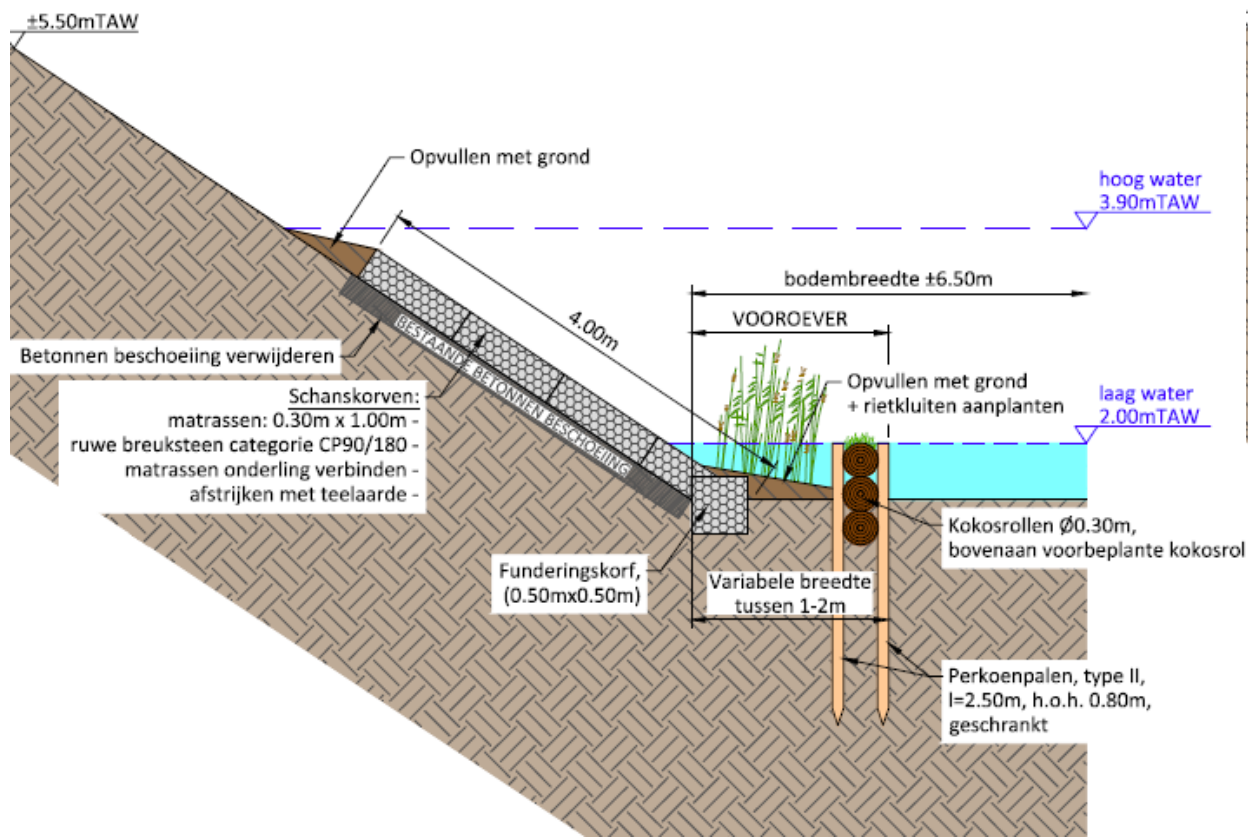 ±5.50mTAW
Opvullen met grond
hoog water
3.90mTAW
bodembreedte ±6.50m
4.00m
VOOROEVER
Betonnen beschoeiing verwijderen
BESTAANDE BETONNEN BESCHOEIING
Schanskorven:
matrassen: 0.30m x 1.00m -
ruwe breuksteen categorie CP90/180 -
matrassen onderling verbinden -
afstrijken met teelaarde -
Opvullen met grond
+ rietkluiten aanplanten
laag water
2.00mTAW
Kokosrollen Ø0.30m,
bovenaan voorbeplante kokosrol
Funderingskorf,
(0.50mx0.50m)
Variabele breedte
tussen 1-2m
Perkoenpalen, type II,
l=2.50m, h.o.h. 0.80m,
geschrankt